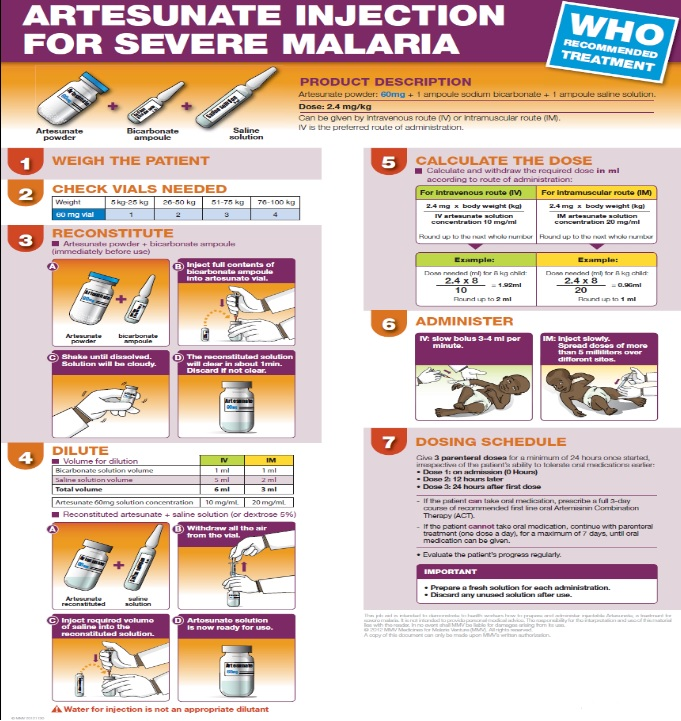 ARTESUNATE INJECTION
FOR SEVERE MALARIA
WHO
RECOMMENDED
TREATMENT
PRODUCT DESCRIPTION
Artesunate powder: 60mg + 1 ampoule sodium bicarbonate + 1 ampoule saline solution.
Dose: 2.4 mg/kg
Can be given by intravenous route (IV) or intramuscular route (IM).
IV is the preferred route of administration.
Artesunate
powder
+
Bicarbonate
ampoule
+
Saline
solution
1 WEIGH THE PATIENT
2 CHECK VIALS NEEDED
Weight 5kg-25 kg 26-50 kg 51-75 kg 76-100 kg
60 mg vial 1 2 3 4
3 RECONSTITUTE
Artesunate powder + bicarbonate ampoule
(immediately before use)
A
+
Artesunate
powder
bicarbonate
ampoule
B Inject full contents of
bicarbonate ampoule
into artesunate vial.
C Shake until dissolved.
Solution will be cloudy.
D The reconstituted solution
will clear in about 1min.
Discard if not clear.
4 DILUTE
Volume for dilution IV IM
Bicarbonate solution volume 1 ml 1 ml
Saline solution volume 5 ml 2 ml
Total volume 6 ml 3 ml
Artesunate 60mg solution concentration 10 mg/mL 20 mg/mL
Reconstituted artesunate + saline solution (or dextrose 5%)
A
+
Artesunate
reconstituted
saline
solution
B Withdraw all the air
from the vial.
C Inject required volume
of saline into the
reconstituted solution.
D Artesunate solution
is now ready for use.
Water for injection is not an appropriate dilutant
5 CALCULATE THE DOSE
Calculate and withdraw the required dose in ml
according to route of administration:
For intravenous route (IV)
2.4 mg x body weight (kg)
IV artesunate solution
concentration 10 mg/ml
Round up to the next whole number
For intramuscular route (IM)
2.4 mg x body weight (kg)
IM artesunate solution
concentration 20 mg/ml
Round up to the next whole number
Example:
Dose needed (ml) for 8 kg child:
2.4 x 8
10
= 1.92ml
Round up to 2 ml
Example:
Dose needed (ml) for 8 kg child:
2.4 x 8
20
= 0.96ml
Round up to 1 ml
6 ADMINISTER
IV: slow bolus 3-4 ml per
minute.
IM: inject slowly.
Spread doses of more
than 5 milliliters over
different sites.
7 DOSING SCHEDULE
Give 3 parenteral doses for a minimum of 24 hours once started,
irrespective of the patient's ability to tolerate oral medications earlier:
• Dose 1: on admission (0 Hours)
• Dose 2: 12 hours later
• Dose 3: 24 hours after first dose
- If the patient can take oral medication, prescribe a full 3-day
course of recommended first line oral Artemisinin Combination
Therapy (ACT).
- If the patient cannot take oral medication, continue with parenteral
treatment (one dose a day), for a maximum of 7 days, until oral
medication can be given.
• Evaluate the patient's progress regularly.
IMPORTANT
• Prepare a fresh solution for each administration.
• Discard any unused solution after use.
This job aid is intended to demonstrate to health workers how to prepare and administer injectable Artesunate, a treatment for
severe malaria. It is not intended to provide personal medical advice. The responsibility for the interpretation and use of this material
lies with the reader. In no event shall MMV be liable for damages arising from its use.
© 2012 MMV Medicines for Malaria Venture (MMV). All rights reserved.
A copy of this document can only be made upon MMV's written authorization.